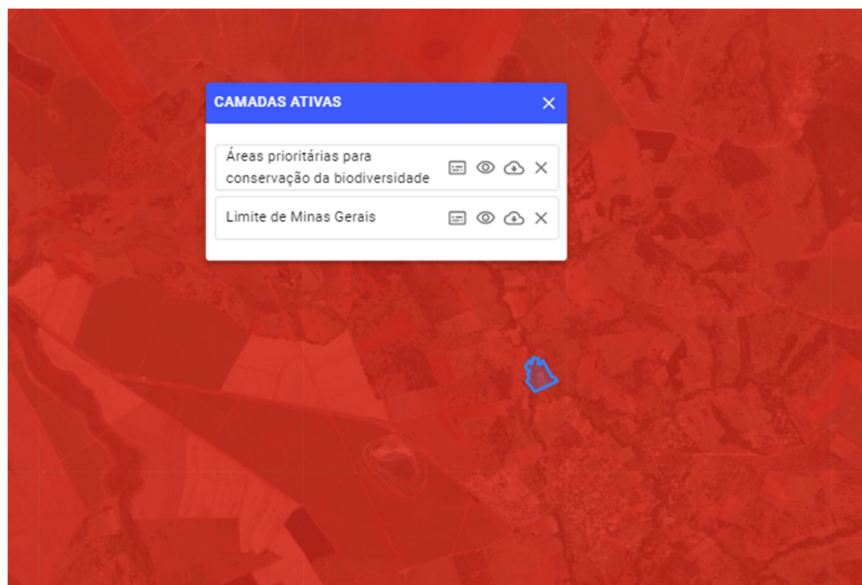 CAMADAS ATIVAS
Áreas prioritárias para
conservação da biodiversidade
Limite de Minas Gerais